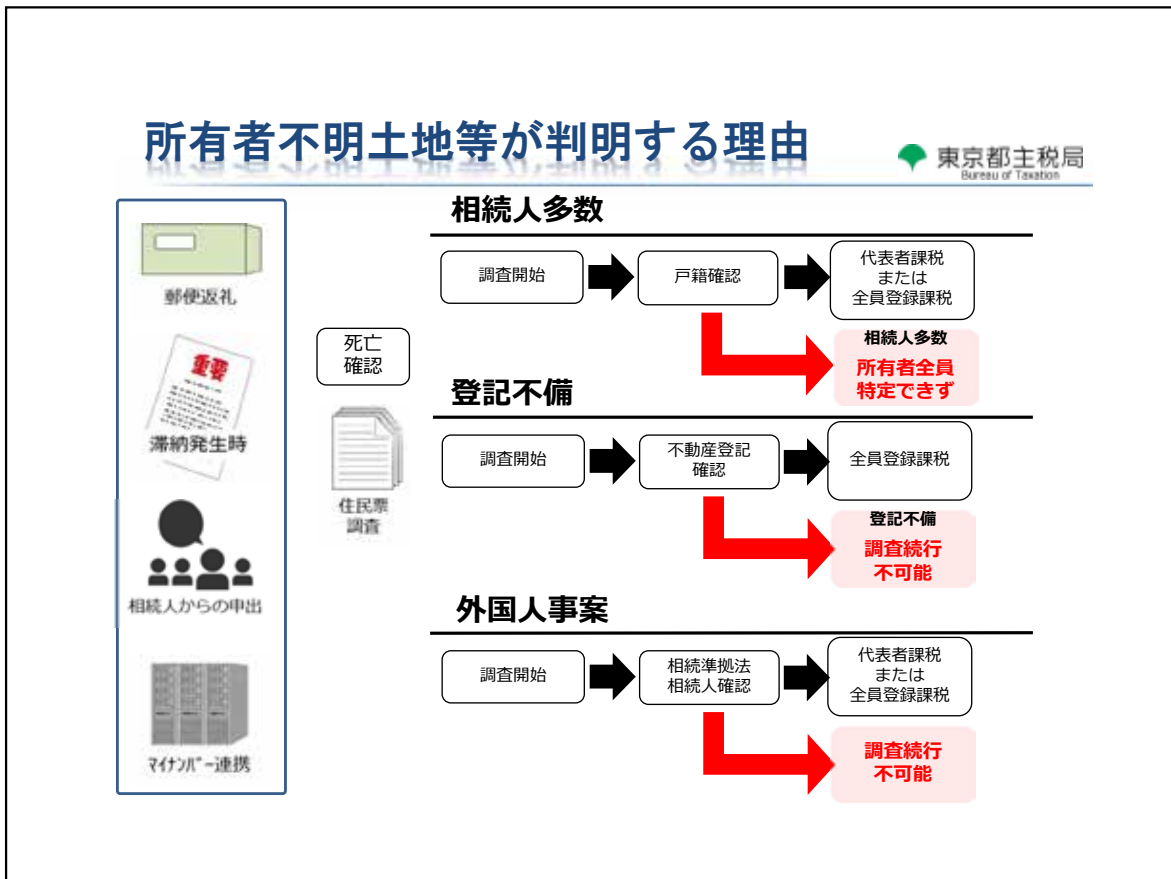 所有者不明土地等が判明する理由
東京都主税局
Bureau of Taxation
郵便返礼
重要
滞納発生時
相続人からの申出
ﾏｲﾅﾝﾊﾞｰ連携
死亡
確認
住民票
調査
相続人多数
調査開始
戸籍確認
代表者課税
または
全員登録課税
相続人多数
所有者全員
特定できず
登記不備
調査開始
不動産登記
確認
全員登録課税
登記不備
調査続行
不可能
外国人事案
調査開始
相続準拠法
相続人確認
代表者課税
または
全員登録課税
調査続行
不可能